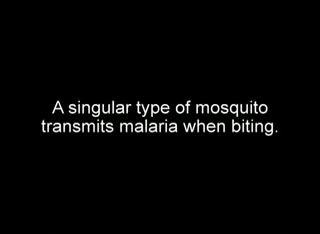 A singular type of mosquito
transmits malaria when biting.